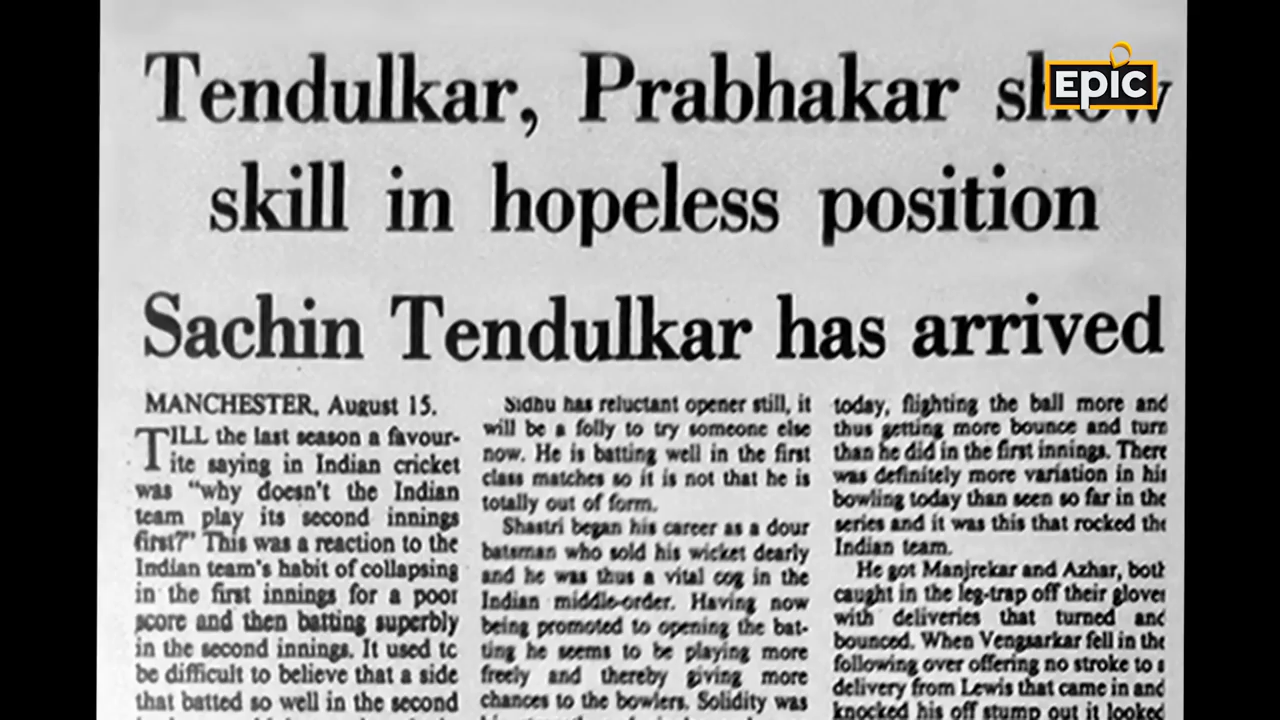 Tendulkar, Prabhakar show
epic
skill in hopeless position
Sachin Tendulkar has arrived
MANCHESTER, August 15.
TILL the last season a favour-
ite saying in Indian cricket
was "why doesn't the Indian
team play its second innings
first?" This was a reaction to the
Indian team's habit of collapsing
in the first innings for a poor
score and then batting superbly
in the second innings. It used to
be difficult to believe that a side
that batted so well in the second
Sidhu has reluctant opener still, it
will be a folly to try someone else
now. He is batting well in the first
class matches so it is not that he is
totally out of form.
Shastri began his career as a dour
batsman who sold his wicket dearly
and he was thus a vital cog in the
Indian middle-order. Having now
being promoted to opening the bat-
ting he seems to be playing more
freely and thereby giving more
chances to the bowlers. Solidity was
today, flighting the ball more and
thus getting more bounce and turn
than he did in the first innings. There
was definitely more variation in his
bowling today than seen so far in the
series and it was this that rocked the
Indian team.
He got Manjrekar and Azhar, both
caught in the leg-trap off their glove
with deliveries that turned and
bounced. When Vengsarkar fell in the
following over offering no stroke to a
delivery from Lewis that came in and
knocked his off stump out it looked